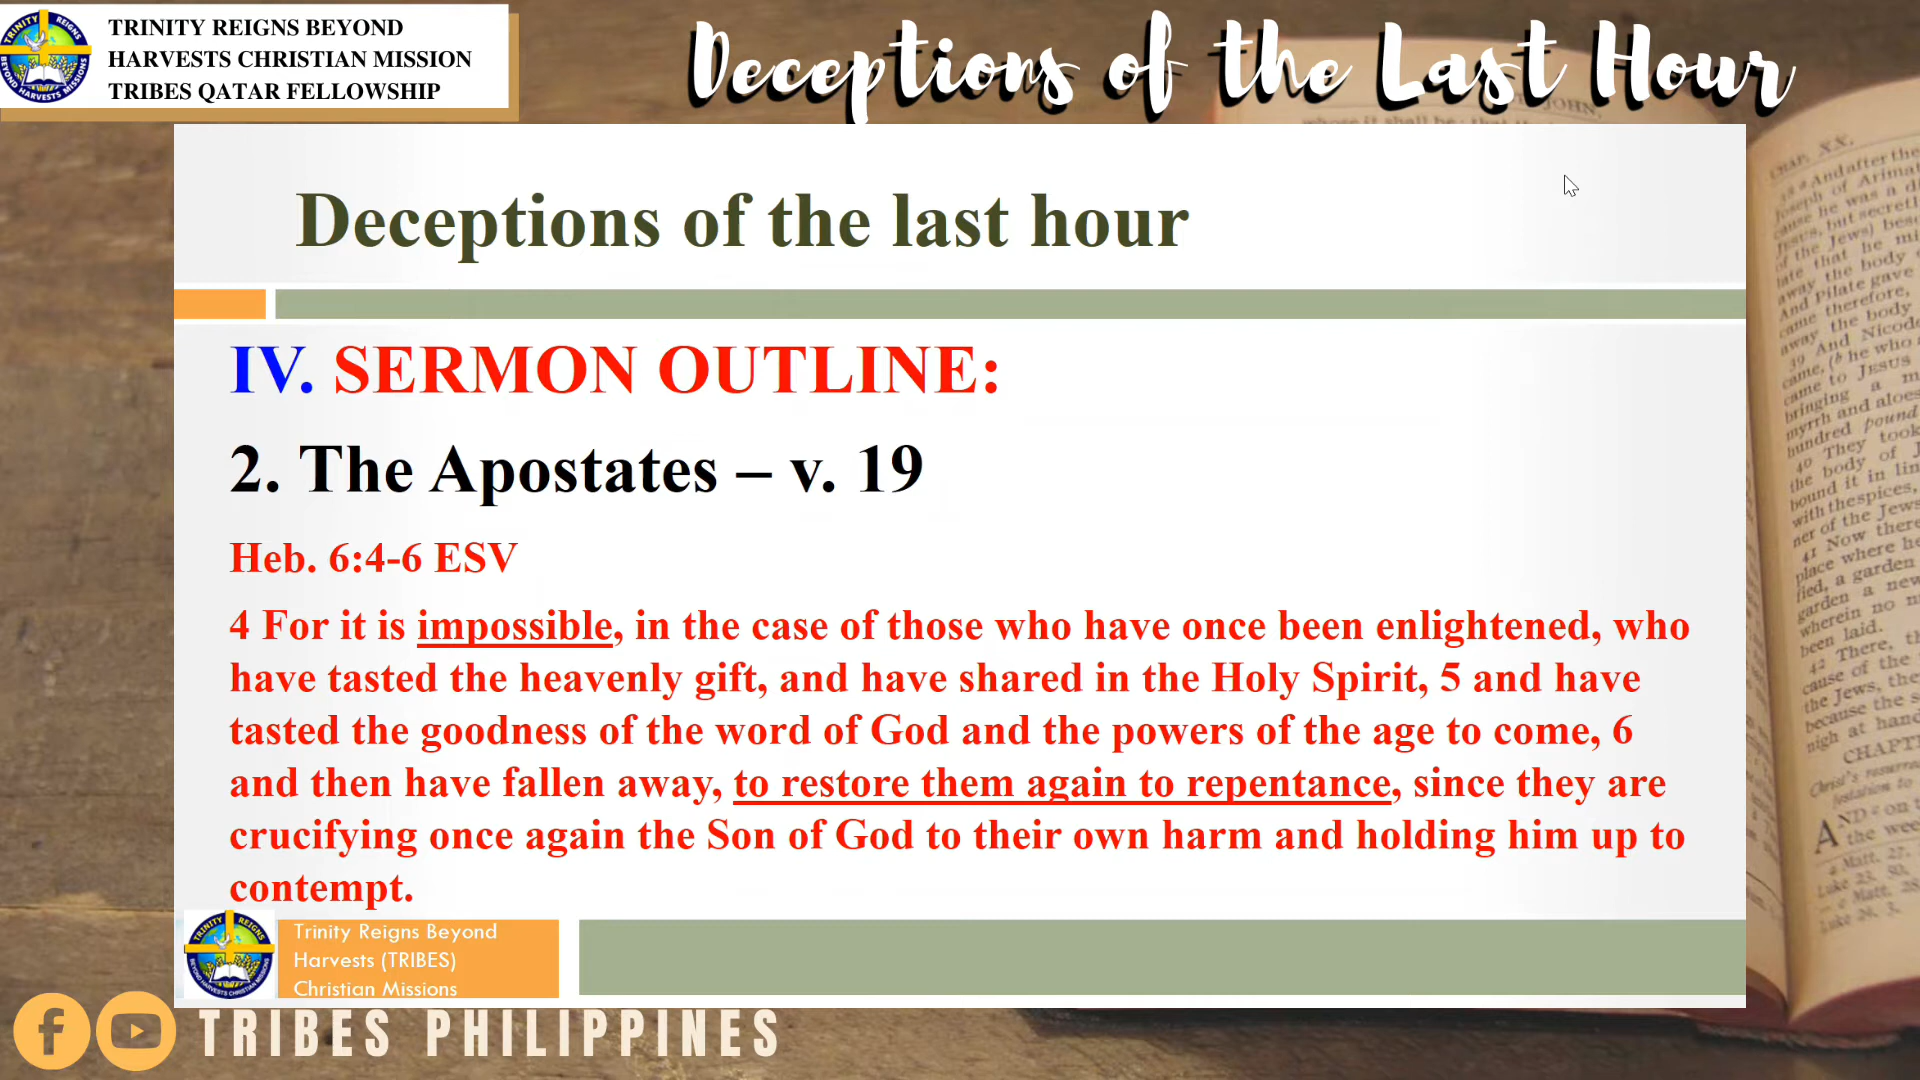 TRINITY REIGNS BEYOND
HARVESTS CHRISTIAN MISSION
TRIBES QATAR FELLOWSHIP
Deceptions of the Last Hour
Deceptions of the last hour
IV. SERMON OUTLINE:
2. The Apostates – v. 19
Heb. 6:4-6 ESV
4 For it is impossible, in the case of those who have once been enlightened, who
have tasted the heavenly gift, and have shared in the Holy Spirit, 5 and have
tasted the goodness of the word of God and the powers of the age to come, 6
and then have fallen away, to restore them again to repentance, since they are
crucifying once again the Son of God to their own harm and holding him up to
contempt.
Trinity Reigns Beyond
Harvests (TRIBES)
Christian Missions
TRIBES PHILIPPINES